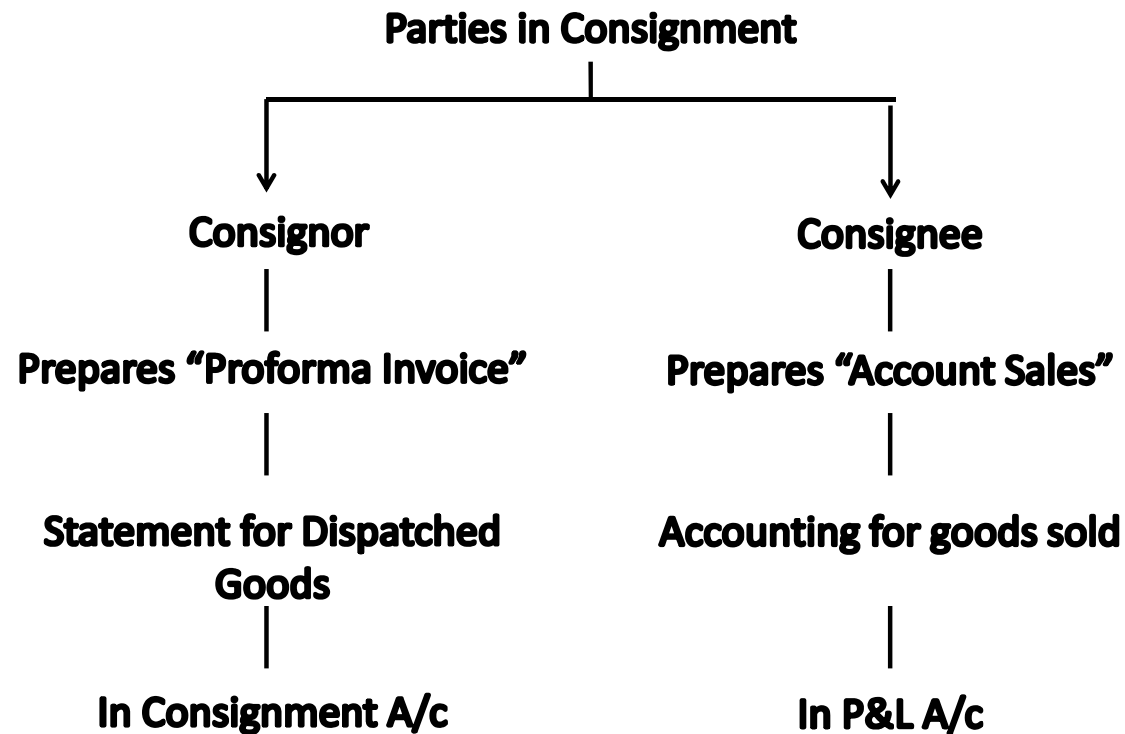 Parties in Consignment
Consignor
Consignee
Prepares “Proforma Invoice”
Prepares “Account Sales”
Statement for Dispatched
Goods
Accounting for goods sold
In Consignment A/c
In P&L A/c